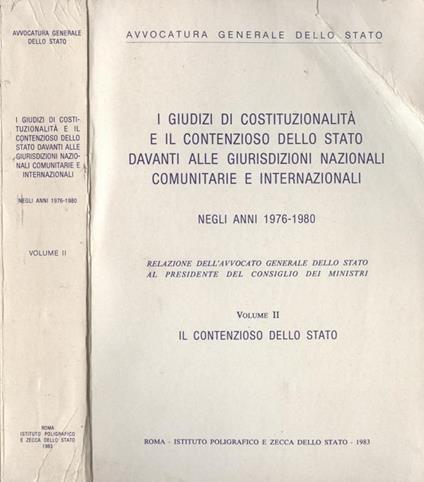 AVVOCATURA GENERALE
DELLO STATO
I GIUDIZI DI COSTI-
TUZIONALITÀ E IL
CONTENZIOSO DELLO
STATO DAVANTI ALLE
GIURISDIZIONI NAZIO-
NALI COMUNITARIE E
INTERNAZIONALI
NEGLI ANNI 1976-1980
VOLUME II
ROMA
ISTITUTO POLIGRAFICO
E ZECCA DELLO STATO
1983
AVVOCATURA GENERALE DELLO STATO
I GIUDIZI DI COSTITUZIONALITÀ
E IL CONTENZIOSO DELLO STATO
DAVANTI ALLE GIURISDIZIONI NAZIONALI
COMUNITARIE E INTERNAZIONALI
NEGLI ANNI 1976-1980
RELAZIONE DELL'AVVOCATO GENERALE DELLO STATO
AL PRESIDENTE DEL CONSIGLIO DEI MINISTRI
VOLUME II
IL CONTENZIOSO DELLO STATO
ROMA - ISTITUTO POLIGRAFICO E ZECCA DELLO STATO - 1983